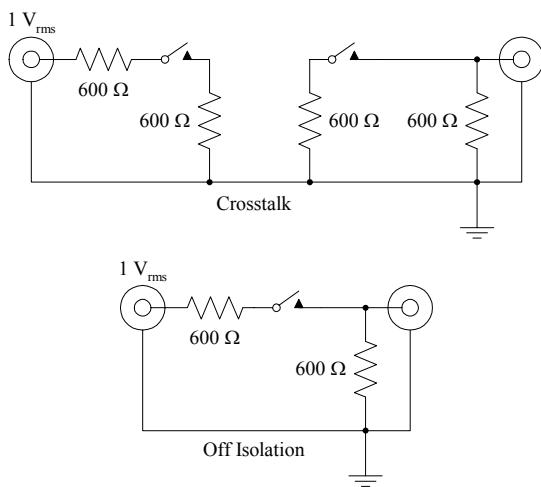 1 Vrms
600 Ω
600 Ω
600 Ω
600 Ω
Crosstalk
1 Vrms
600 Ω
600 Ω
Off Isolation